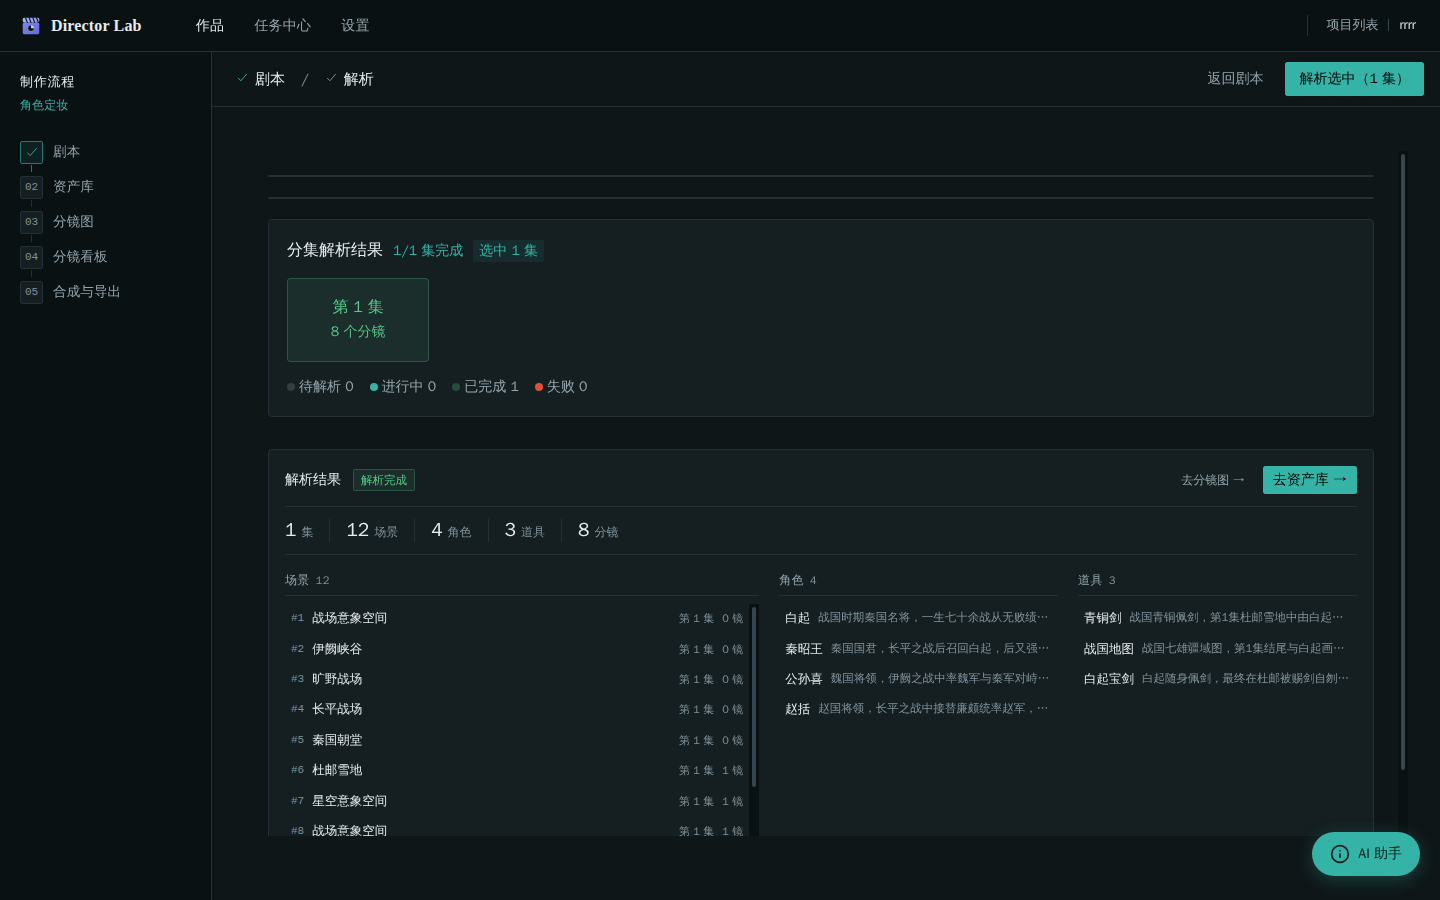 Director Lab 作品 任务中心 设置 项目列表 rrrr
制作流程
角色定妆
剧本
02 资产库
03 分镜图
04 分镜看板
05 合成与导出
剧本 / 解析 返回剧本 解析选中（1 集）
分集解析结果 1/1 集完成 选中 1 集
第 1 集
8 个分镜
待解析 0 进行中 0 已完成 1 失败 0
解析结果 解析完成 去分镜图 → 去资产库 →
1 集 12 场景 4 角色 3 道具 8 分镜
场景 12
#1 战场意象空间 第 1 集 0 镜
#2 伊阙峡谷 第 1 集 0 镜
#3 旷野战场 第 1 集 0 镜
#4 长平战场 第 1 集 0 镜
#5 秦国朝堂 第 1 集 0 镜
#6 杜邮雪地 第 1 集 1 镜
#7 星空意象空间 第 1 集 1 镜
#8 战场意象空间 第 1 集 1 镜
角色 4
白起 战国时期秦国名将，一生七十余战从无败绩…
秦昭王 秦国国君，长平之战后召回白起，后又强…
公孙喜 魏国将领，伊阙之战中率魏军与秦军对峙…
赵括 赵国将领，长平之战中接替廉颇统率赵军，…
道具 3
青铜剑 战国青铜佩剑，第1集杜邮雪地中由白起…
战国地图 战国七雄疆域图，第1集结尾与白起画…
白起宝剑 白起随身佩剑，最终在杜邮被赐剑自刎…
AI 助手